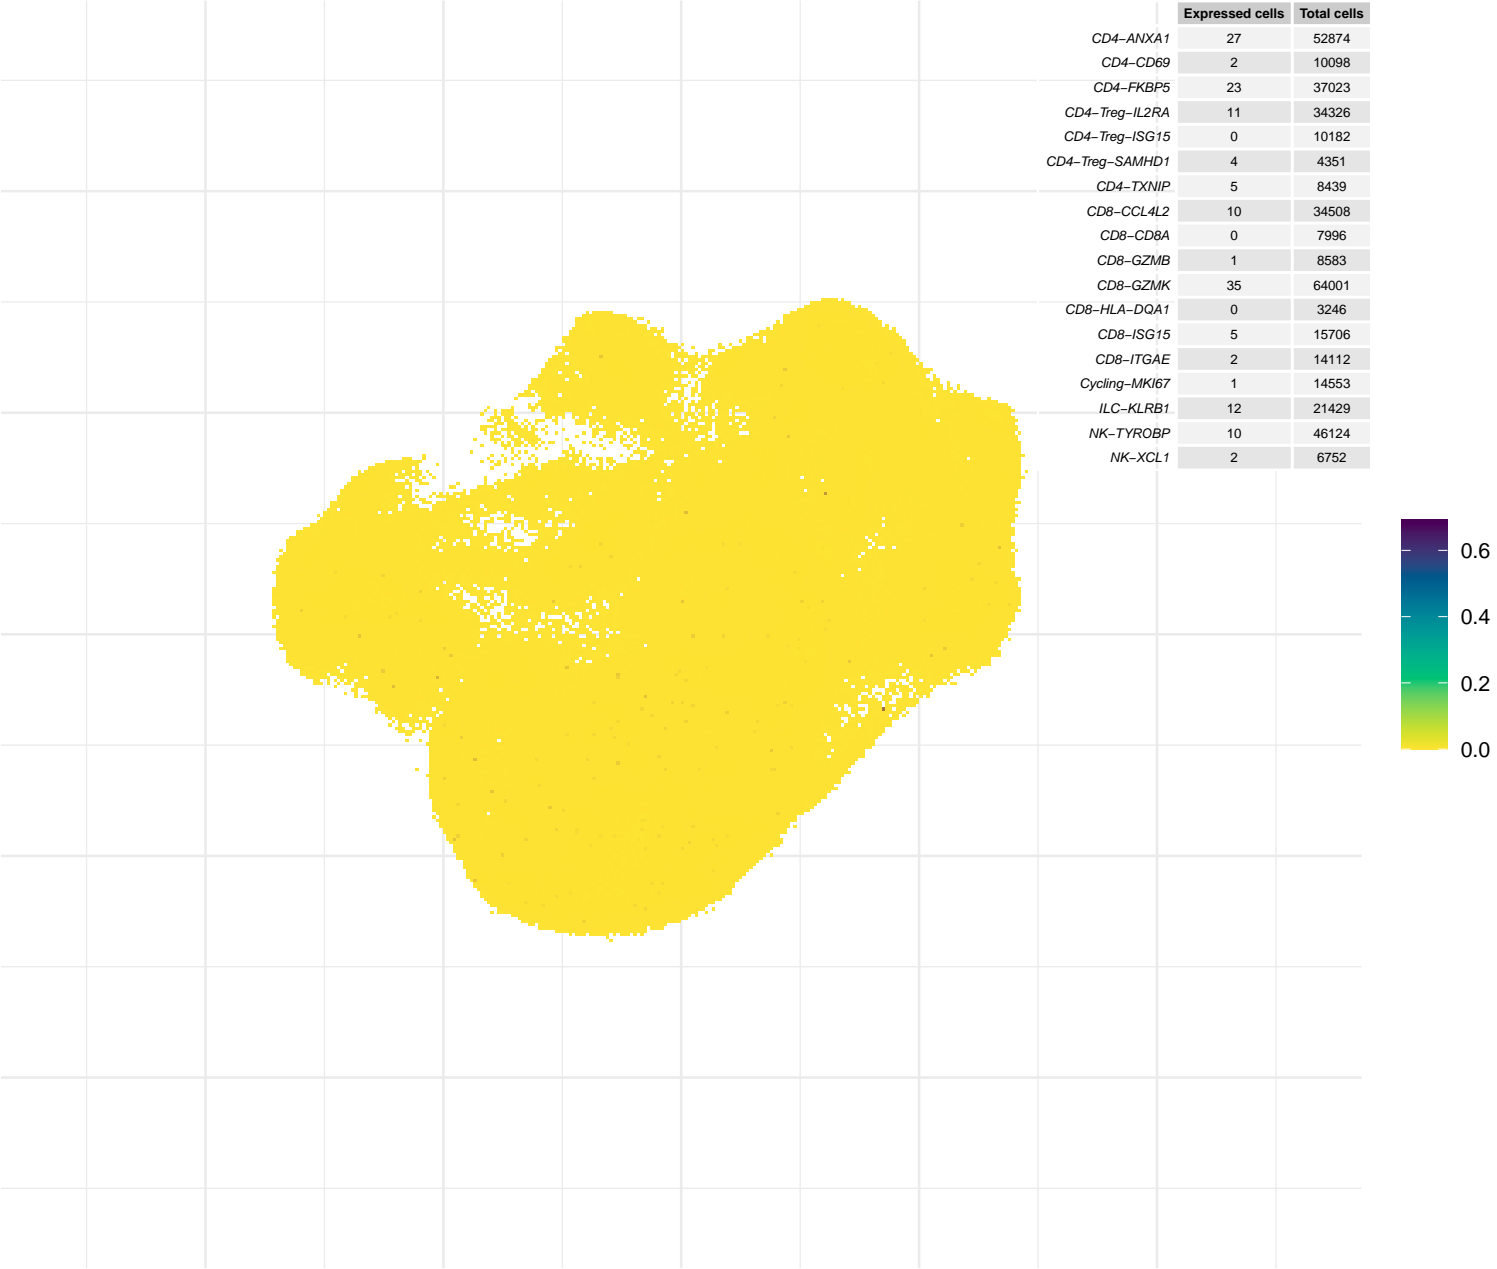 Expressed cells Total cells
CD4−ANXA1 27 52874
CD4−CD69 2 10098
CD4−FKBP5 23 37023
CD4−Treg−IL2RA 11 34326
CD4−Treg−ISG15 0 10182
CD4−Treg−SAMHD1 4 4351
CD4−TXNIP 5 8439
CD8−CCL4L2 10 34508
CD8−CD8A 0 7996
CD8−GZMB 1 8583
CD8−GZMK 35 64001
CD8−HLA−DQA1 0 3246
CD8−ISG15 5 15706
CD8−ITGAE 2 14112
Cycling−MKI67 1 14553
ILC−KLRB1 12 21429
NK−TYROBP 10 46124
NK−XCL1 2 6752
0.6
0.4
0.2
0.0